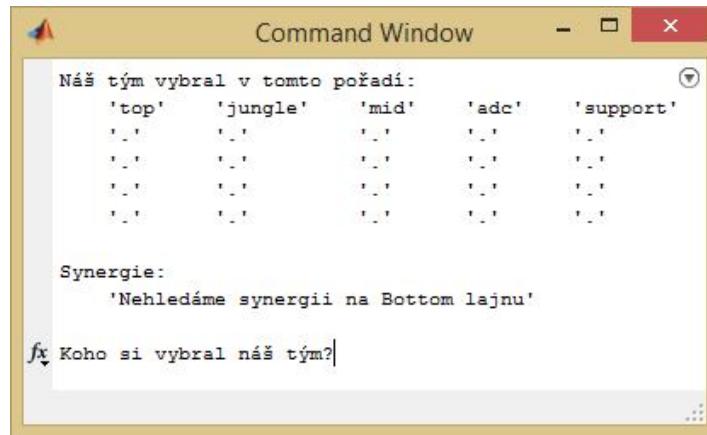 Command Window
Náš tým vybral v tomto pořadí:
'top' 'jungle' 'mid' 'adc' 'support'
'.' '.' '.' '.' '.'
'.' '.' '.' '.' '.'
'.' '.' '.' '.' '.'
'.' '.' '.' '.' '.'
Synergie:
'Nehledáme synergii na Bottom lajnu'
fx Koho si vybral náš tým?